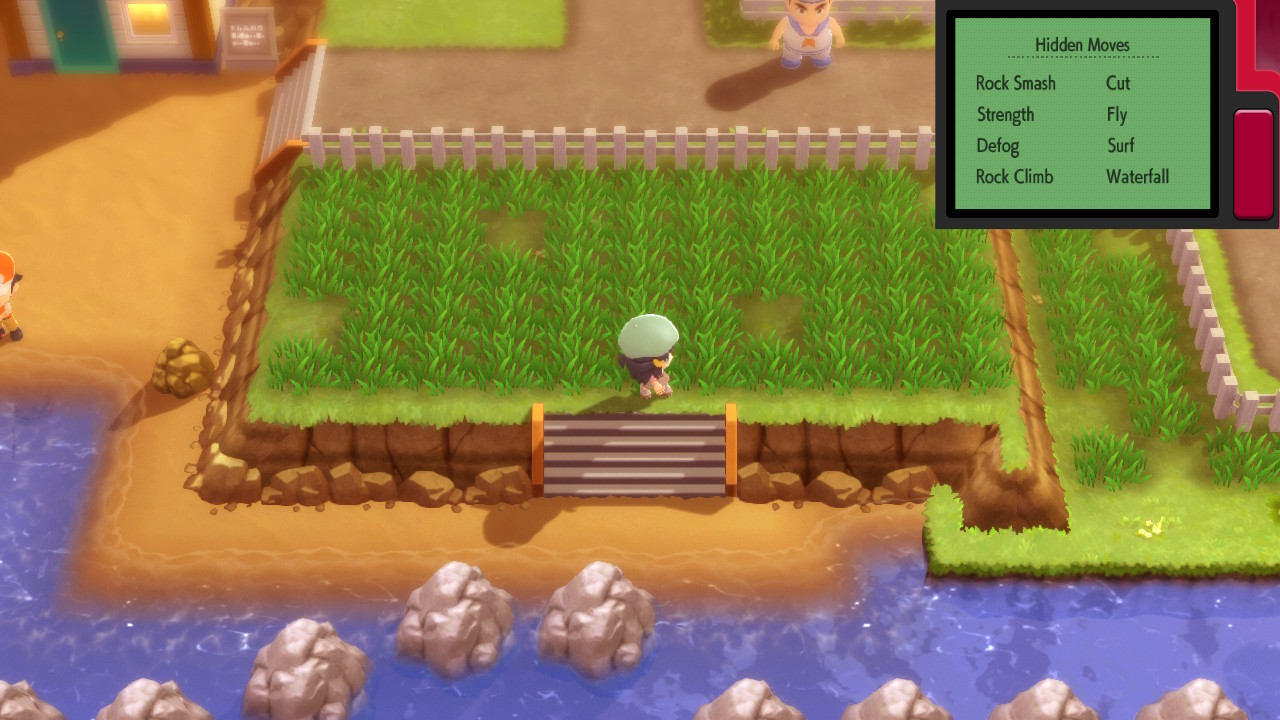 Hidden Moves
Rock Smash Cut
Strength Fly
Defog Surf
Rock Climb Waterfall